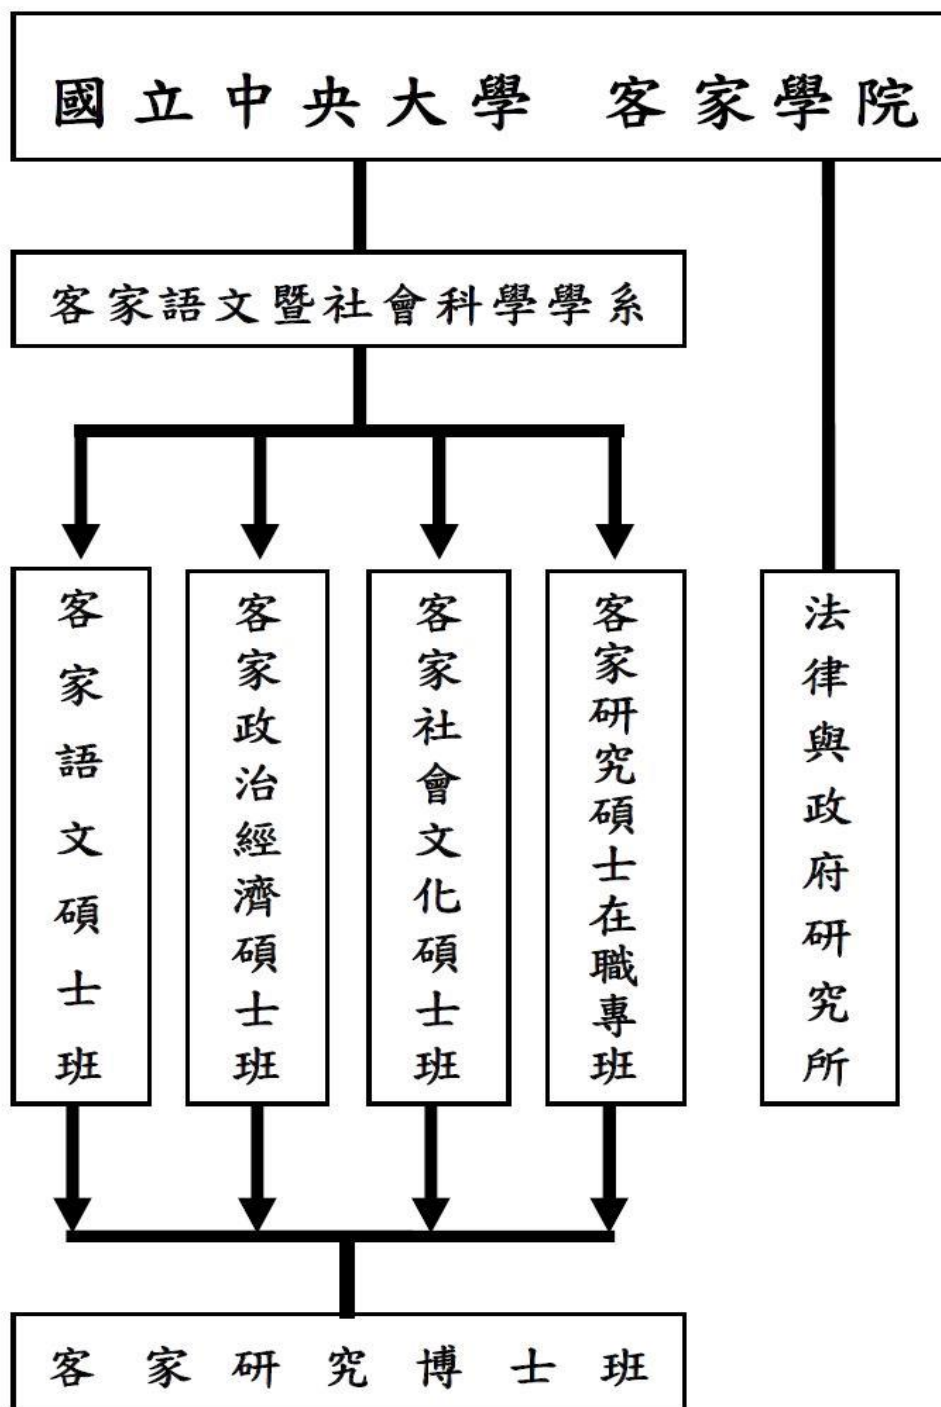 國立中央大學 客家學院
客家語文暨社會科學學系
客家語文碩士班
客家政治經濟碩士班
客家社會文化碩士班
客家研究碩士在職專班
法律與政府研究所
客家研究博士班